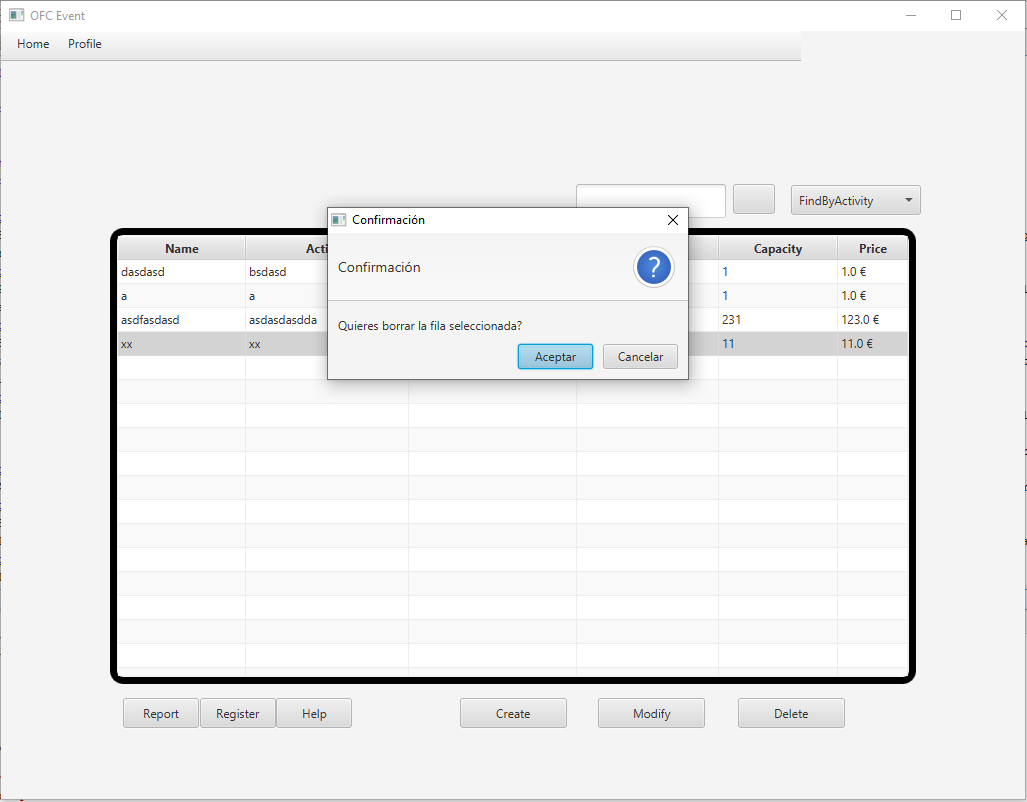 OFC Event
Home Profile
FindByActivity
Confirmación
Name Acti Capacity Price
Confirmación
dasdasd bsdasd 1 1.0 €
a a 1 1.0 €
asdfasdasd asdasdasdda 231 123.0 €
Quieres borrar la fila seleccionada?
xx xx 11 11.0 €
Aceptar Cancelar
Report Register Help Create Modify Delete